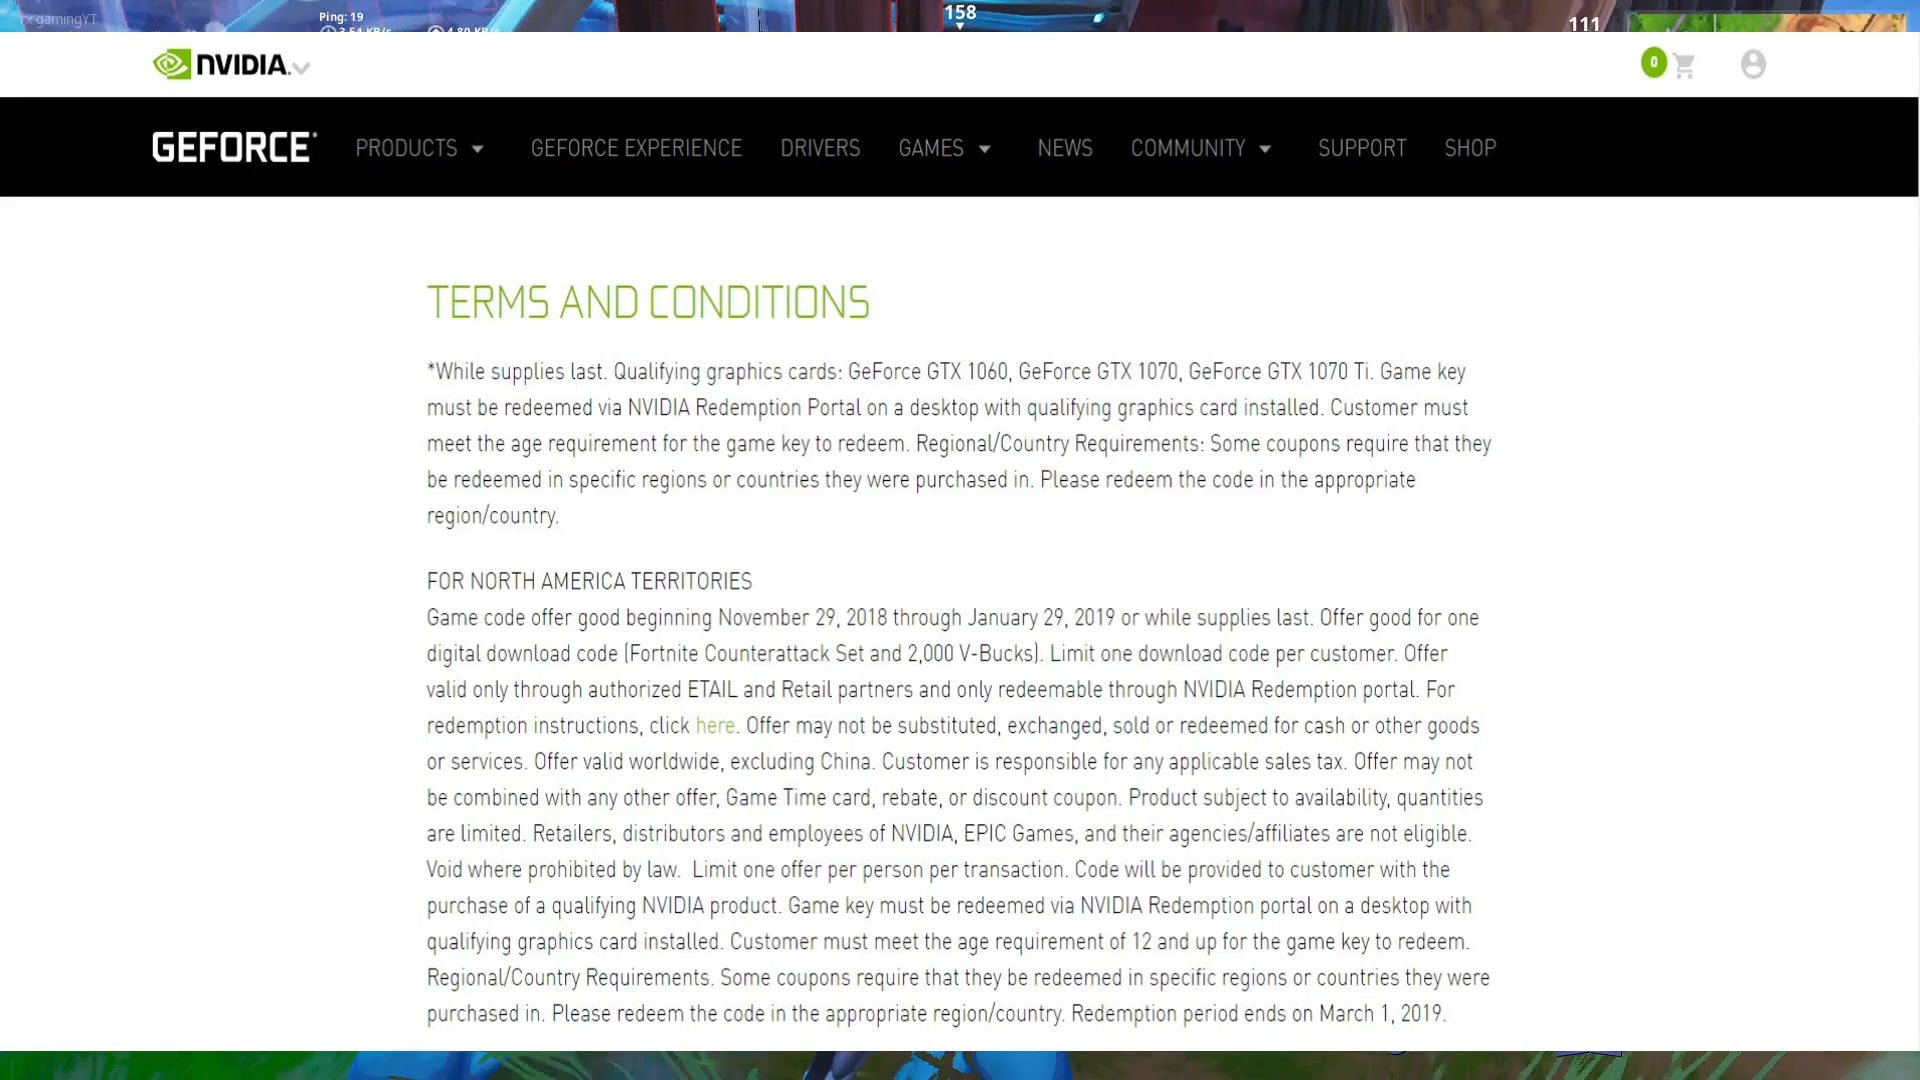 Fx gamingYT
Ping: 19
3.54 KB/s 4.80 KB/s
158
111
NVIDIA.
0
GEFORCE
PRODUCTS GEFORCE EXPERIENCE DRIVERS GAMES NEWS COMMUNITY SUPPORT SHOP
TERMS AND CONDITIONS
*While supplies last. Qualifying graphics cards: GeForce GTX 1060, GeForce GTX 1070, GeForce GTX 1070 Ti. Game key
must be redeemed via NVIDIA Redemption Portal on a desktop with qualifying graphics card installed. Customer must
meet the age requirement for the game key to redeem. Regional/Country Requirements: Some coupons require that they
be redeemed in specific regions or countries they were purchased in. Please redeem the code in the appropriate
region/country.
FOR NORTH AMERICA TERRITORIES
Game code offer good beginning November 29, 2018 through January 29, 2019 or while supplies last. Offer good for one
digital download code (Fortnite Counterattack Set and 2,000 V-Bucks). Limit one download code per customer. Offer
valid only through authorized ETAIL and Retail partners and only redeemable through NVIDIA Redemption portal. For
redemption instructions, click here. Offer may not be substituted, exchanged, sold or redeemed for cash or other goods
or services. Offer valid worldwide, excluding China. Customer is responsible for any applicable sales tax. Offer may not
be combined with any other offer, Game Time card, rebate, or discount coupon. Product subject to availability, quantities
are limited. Retailers, distributors and employees of NVIDIA, EPIC Games, and their agencies/affiliates are not eligible.
Void where prohibited by law. Limit one offer per person per transaction. Code will be provided to customer with the
purchase of a qualifying NVIDIA product. Game key must be redeemed via NVIDIA Redemption portal on a desktop with
qualifying graphics card installed. Customer must meet the age requirement of 12 and up for the game key to redeem.
Regional/Country Requirements. Some coupons require that they be redeemed in specific regions or countries they were
purchased in. Please redeem the code in the appropriate region/country. Redemption period ends on March 1, 2019.